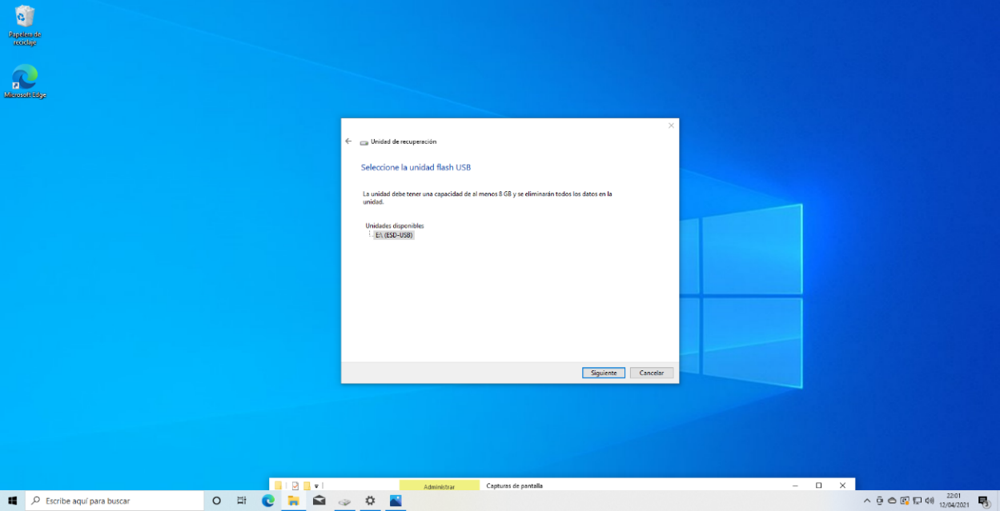 Papelera de
reciclaje
Microsoft Edge
Unidad de recuperación
Seleccione la unidad flash USB
La unidad debe tener una capacidad de al menos 8 GB y se eliminarán todos los datos en la
unidad.
Unidades disponibles
E:\ (ESD-USB)
Siguiente
Cancelar
Administrar
Capturas de pantalla
Escribe aquí para buscar
22:01
12/04/2021
3